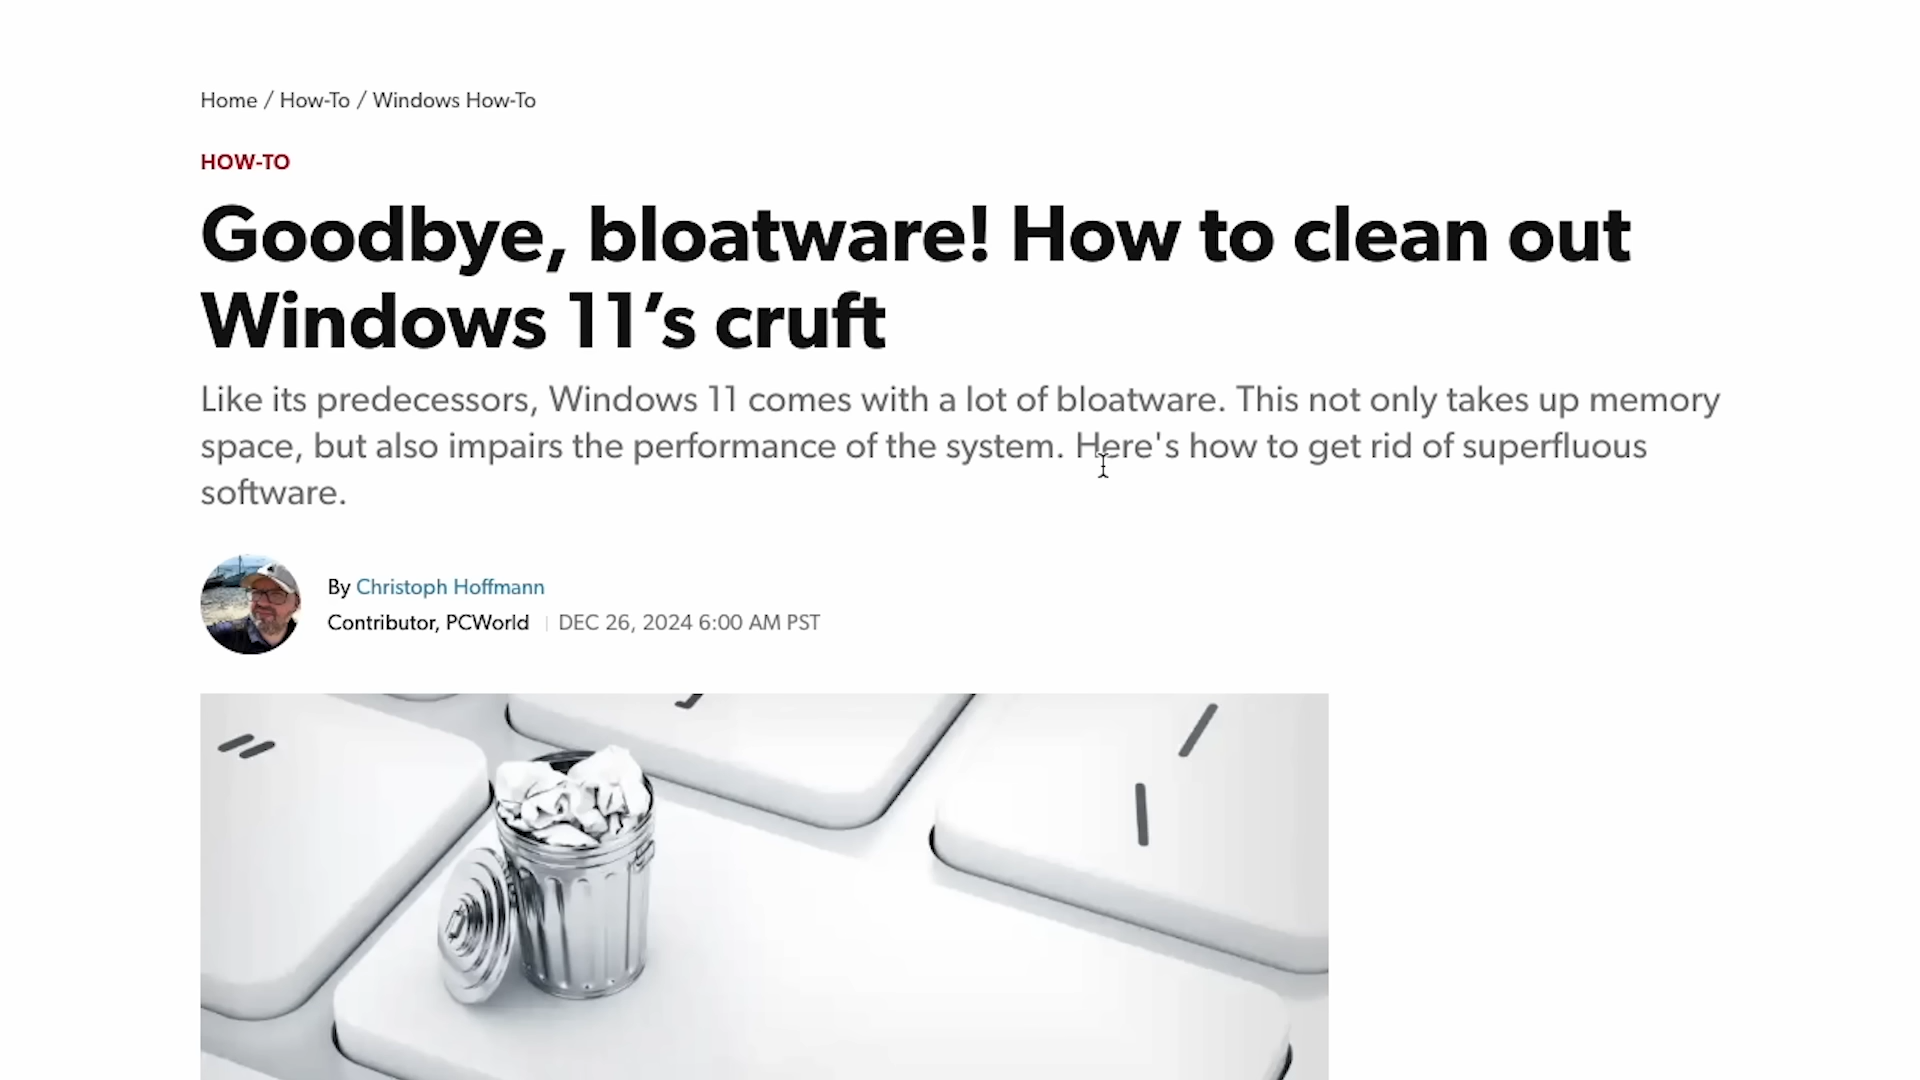 Home / How-To / Windows How-To
HOW-TO
Goodbye, bloatware! How to clean out
Windows 11’s cruft
Like its predecessors, Windows 11 comes with a lot of bloatware. This not only takes up memory
space, but also impairs the performance of the system. Here's how to get rid of superfluous
software.
By Christoph Hoffmann
Contributor, PCWorld | DEC 26, 2024 6:00 AM PST